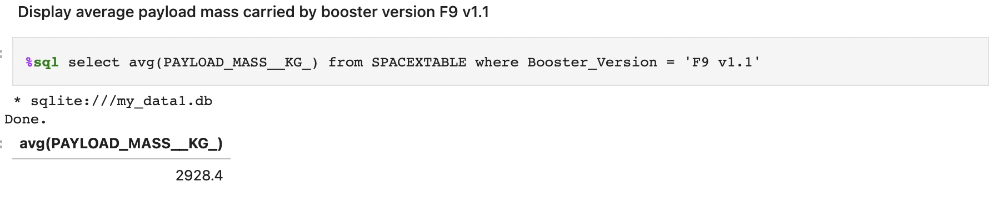 Display average payload mass carried by booster version F9 v1.1
:
%sql select avg(PAYLOAD_MASS__KG_) from SPACEXTABLE where Booster_Version = 'F9 v1.1'
* sqlite:///my_data1.db
Done.
:
avg(PAYLOAD_MASS__KG_)
2928.4